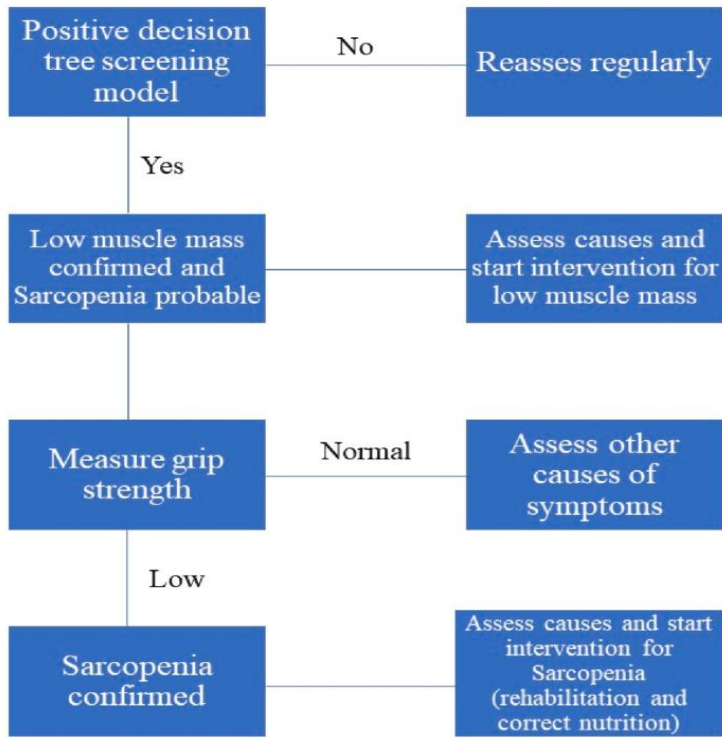 Positive decision
tree screening
model
No
Reasses regularly
Yes
Low muscle mass
confirmed and
Sarcopenia probable
Assess causes and
start intervention for
low muscle mass
Measure grip
strength
Normal
Assess other
causes of
symptoms
Low
Sarcopenia
confirmed
Assess causes and start
intervention for
Sarcopenia
(rehabilitation and
correct nutrition)